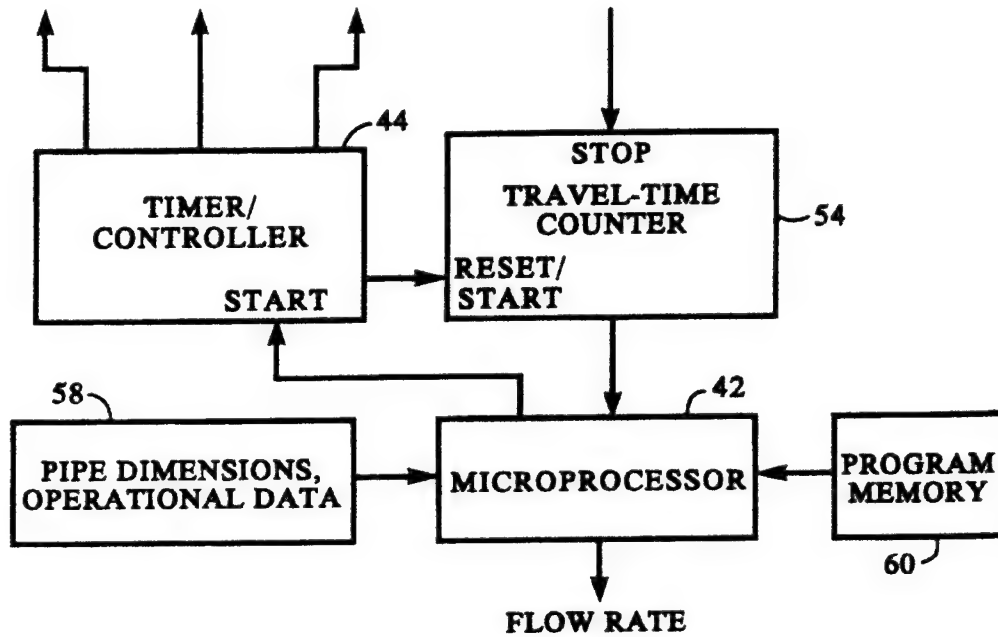 44
STOP
TIMER/
CONTROLLER
TRAVEL-TIME
COUNTER
54
START
RESET/
START
58
42
PIPE DIMENSIONS,
OPERATIONAL DATA
MICROPROCESSOR
PROGRAM
MEMORY
60
FLOW RATE